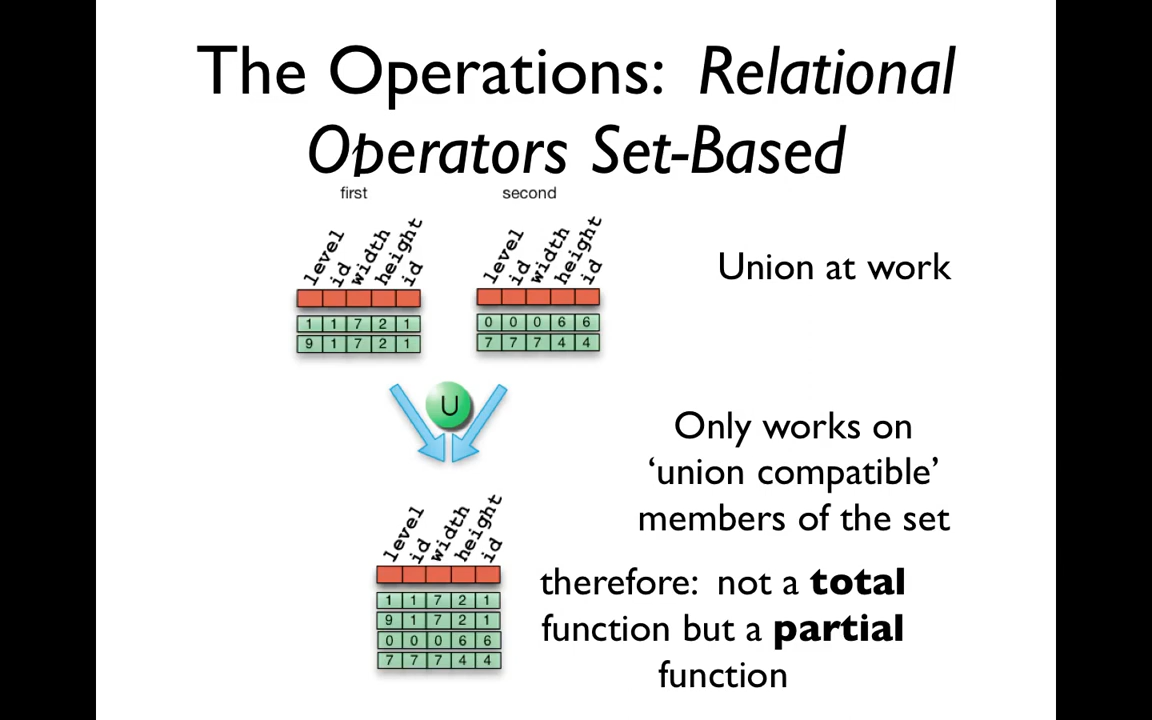 The Operations: Relational
Operators Set-Based
first
second
level id width height id
level id width height id
1 1 7 2 1
9 1 7 2 1
0 0 0 6 6
7 7 7 4 4
Union at work
U
Only works on
‘union compatible’
members of the set
level id width height id
1 1 7 2 1
9 1 7 2 1
0 0 0 6 6
7 7 7 4 4
therefore: not a total
function but a partial
function